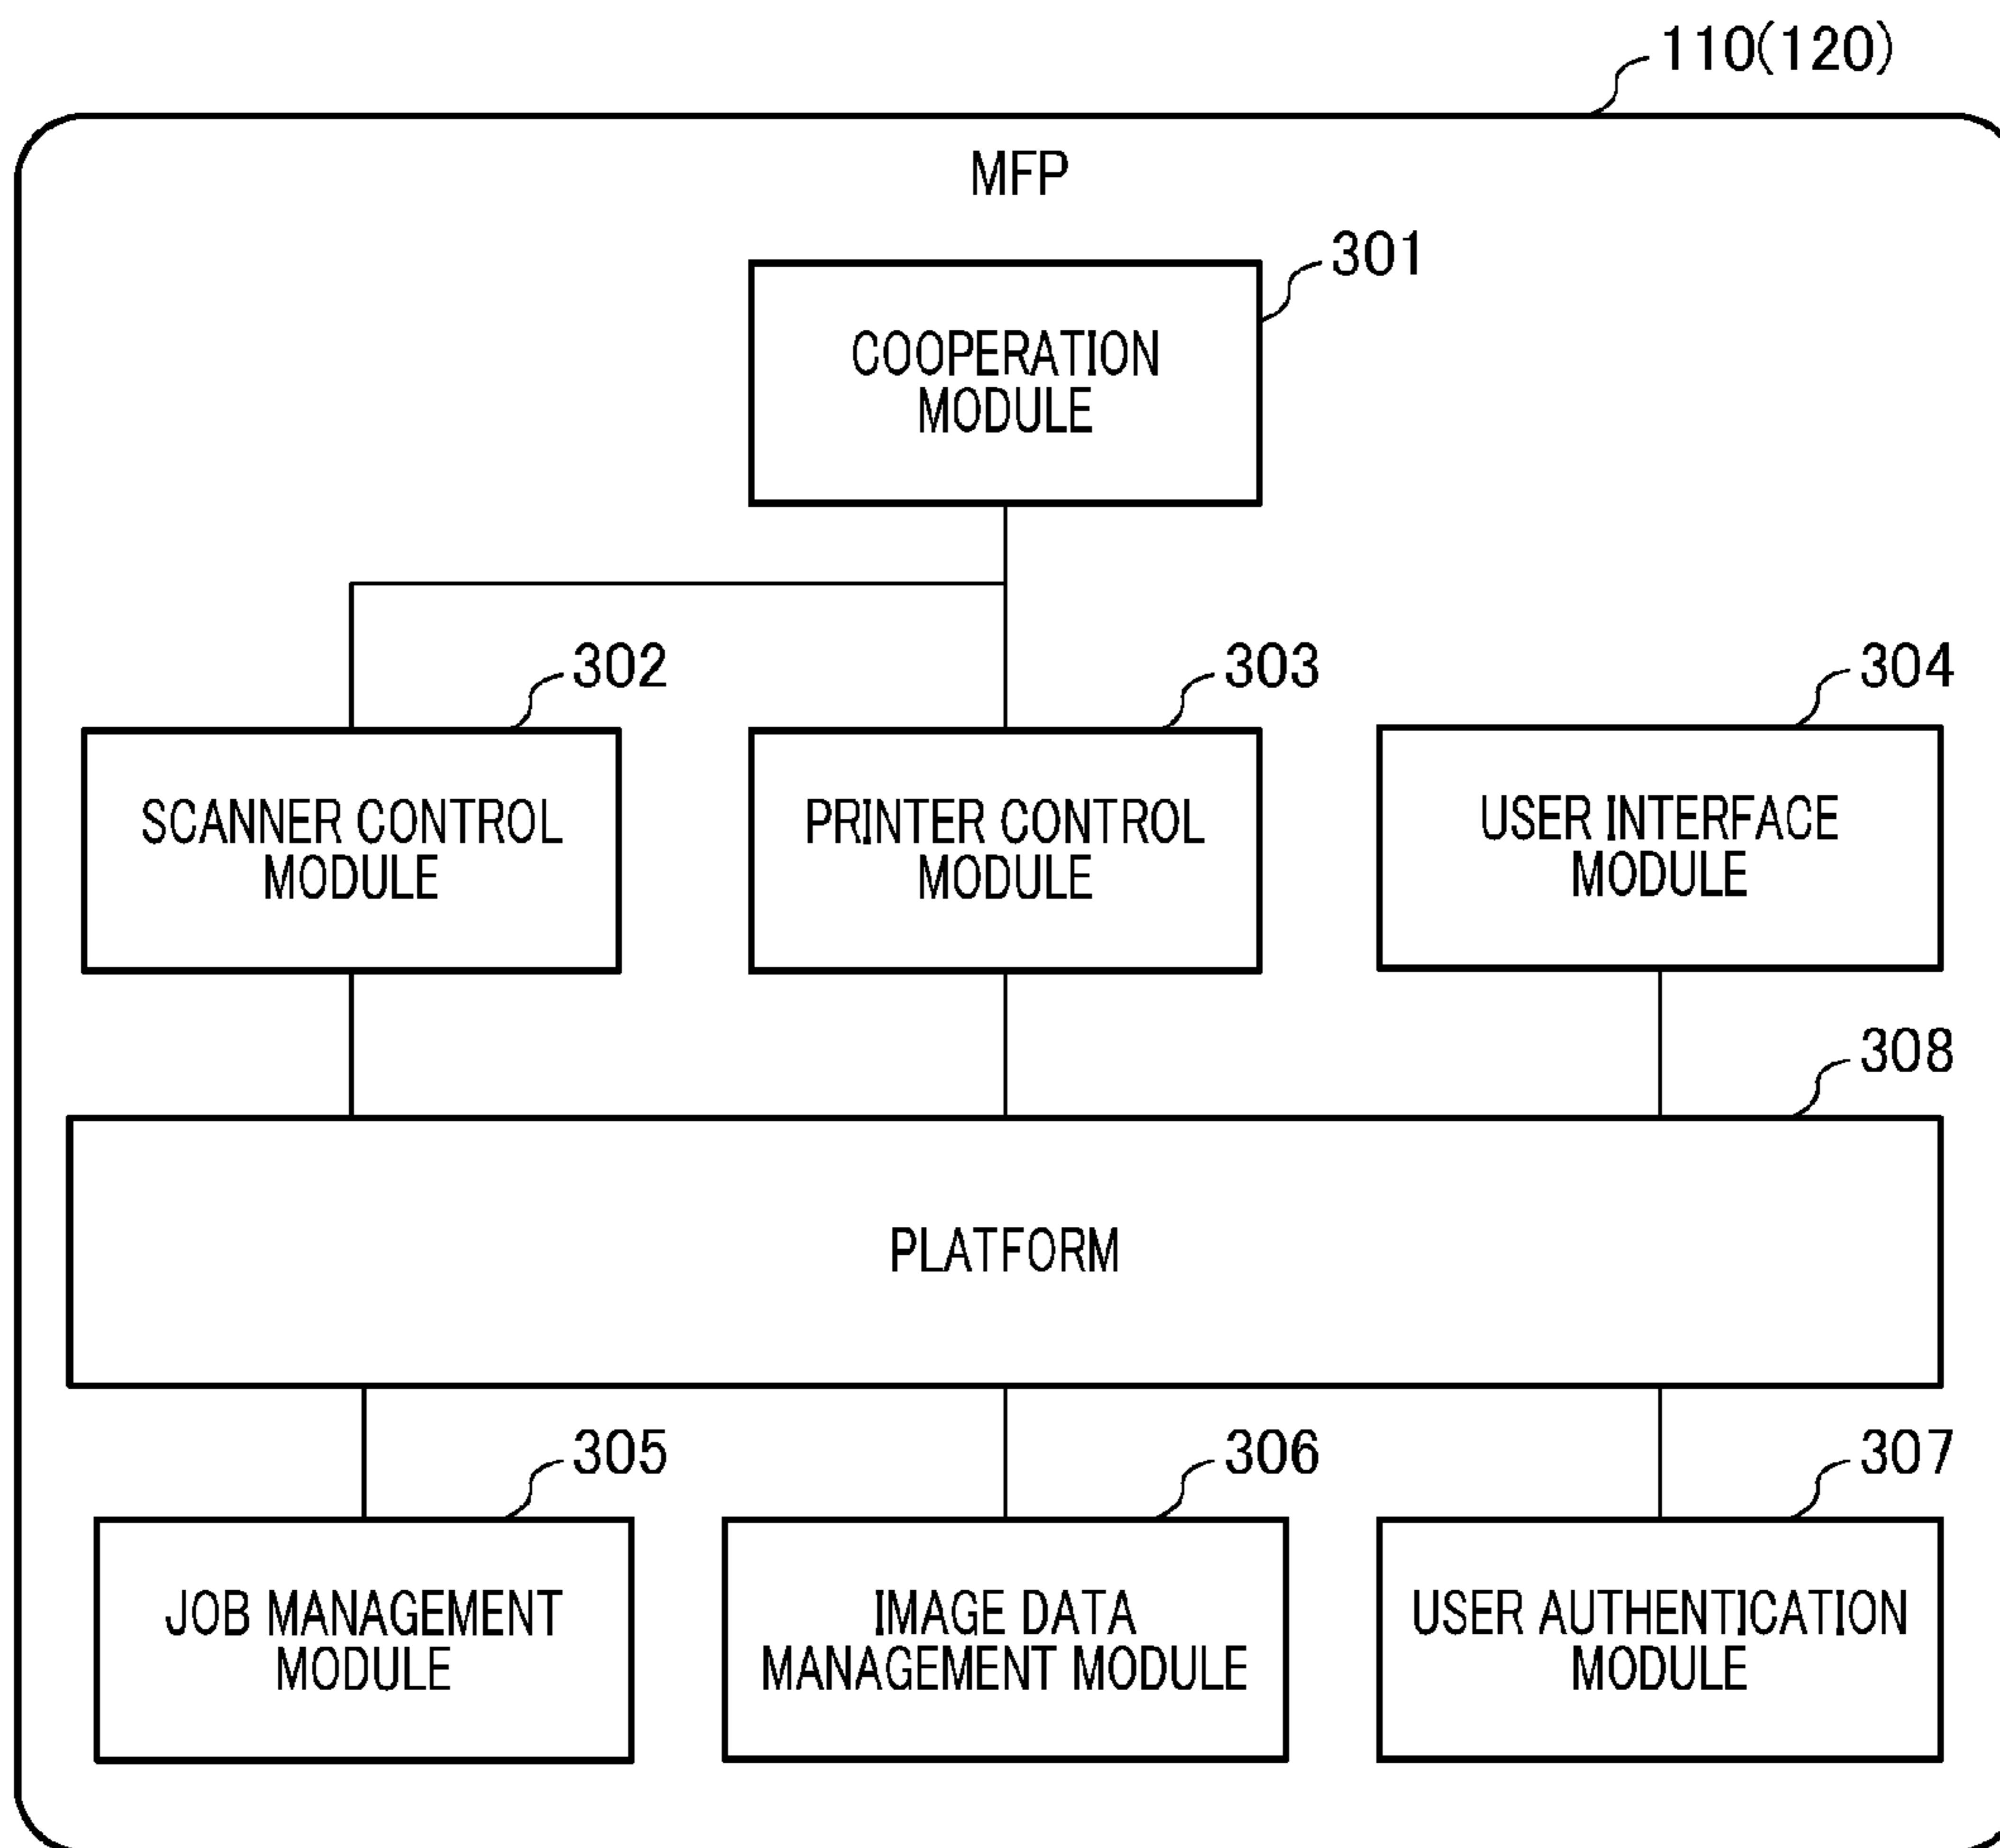 110(120)
MFP
301
COOPERATION
MODULE
302
303
304
SCANNER CONTROL
MODULE
PRINTER CONTROL
MODULE
USER INTERFACE
MODULE
308
PLATFORM
305
306
307
JOB MANAGEMENT
MODULE
IMAGE DATA
MANAGEMENT MODULE
USER AUTHENTICATION
MODULE